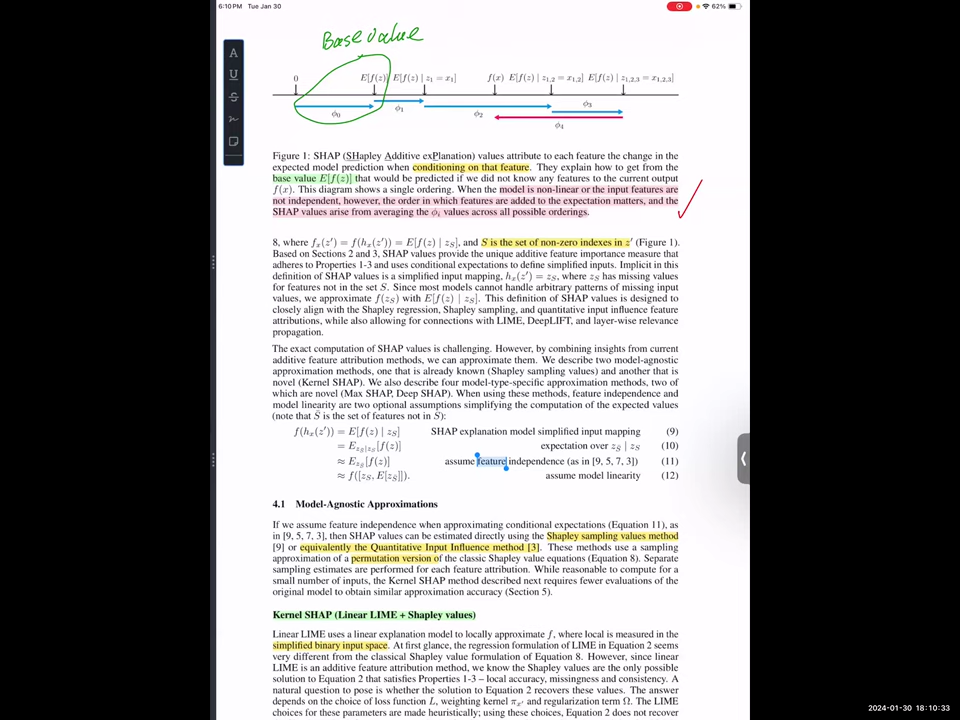 6:10 PM Tue Jan 30
62%
Base value
A
U
S
0
E[f(z)] E[f(z) | z₁ = x₁]
f(x) E[f(z) | z₁,₂ = x₁,₂] E[f(z) | z₁,₂,₃ = x₁,₂,₃]
ϕ₀
ϕ₁
ϕ₂
ϕ₃
ϕ₄
Figure 1: SHAP (SHapley Additive exPlanation) values attribute to each feature the change in the
expected model prediction when conditioning on that feature. They explain how to get from the
base value E[f(z)] that would be predicted if we did not know any features to the current output
f(x). This diagram shows a single ordering. When the model is non-linear or the input features are
not independent, however, the order in which features are added to the expectation matters, and the
SHAP values arise from averaging the ϕᵢ values across all possible orderings.
8, where fₓ(z′) = f(hₓ(z′)) = E[f(z) | z_S], and S is the set of non-zero indexes in z′ (Figure 1).
Based on Sections 2 and 3, SHAP values provide the unique additive feature importance measure that
adheres to Properties 1-3 and uses conditional expectations to define simplified inputs. Implicit in this
definition of SHAP values is a simplified input mapping, hₓ(z′) = z_S, where z_S has missing values
for features not in the set S. Since most models cannot handle arbitrary patterns of missing input
values, we approximate f(z_S) with E[f(z) | z_S]. This definition of SHAP values is designed to
closely align with the Shapley regression, Shapley sampling, and quantitative input influence feature
attributions, while also allowing for connections with LIME, DeepLIFT, and layer-wise relevance
propagation.
The exact computation of SHAP values is challenging. However, by combining insights from current
additive feature attribution methods, we can approximate them. We describe two model-agnostic
approximation methods, one that is already known (Shapley sampling values) and another that is
novel (Kernel SHAP). We also describe four model-type-specific approximation methods, two of
which are novel (Max SHAP, Deep SHAP). When using these methods, feature independence and
model linearity are two optional assumptions simplifying the computation of the expected values
(note that S̄ is the set of features not in S):
f(hₓ(z′)) = E[f(z) | z_S] SHAP explanation model simplified input mapping (9)
= E_{z_S̄|z_S}[f(z)] expectation over z_S̄ | z_S (10)
≈ E_{z_S̄}[f(z)] assume feature independence (as in [9, 5, 7, 3]) (11)
≈ f([z_S, E[z_S̄]]). assume model linearity (12)
4.1 Model-Agnostic Approximations
If we assume feature independence when approximating conditional expectations (Equation 11), as
in [9, 5, 7, 3], then SHAP values can be estimated directly using the Shapley sampling values method
[9] or equivalently the Quantitative Input Influence method [3]. These methods use a sampling
approximation of a permutation version of the classic Shapley value equations (Equation 8). Separate
sampling estimates are performed for each feature attribution. While reasonable to compute for a
small number of inputs, the Kernel SHAP method described next requires fewer evaluations of the
original model to obtain similar approximation accuracy (Section 5).
Kernel SHAP (Linear LIME + Shapley values)
Linear LIME uses a linear explanation model to locally approximate f, where local is measured in the
simplified binary input space. At first glance, the regression formulation of LIME in Equation 2 seems
very different from the classical Shapley value formulation of Equation 8. However, since linear
LIME is an additive feature attribution method, we know the Shapley values are the only possible
solution to Equation 2 that satisfies Properties 1-3 – local accuracy, missingness and consistency. A
natural question to pose is whether the solution to Equation 2 recovers these values. The answer
depends on the choice of loss function L, weighting kernel πₓ′ and regularization term Ω. The LIME
choices for these parameters are made heuristically; using these choices, Equation 2 does not recover
2024-01-30 18:10:33